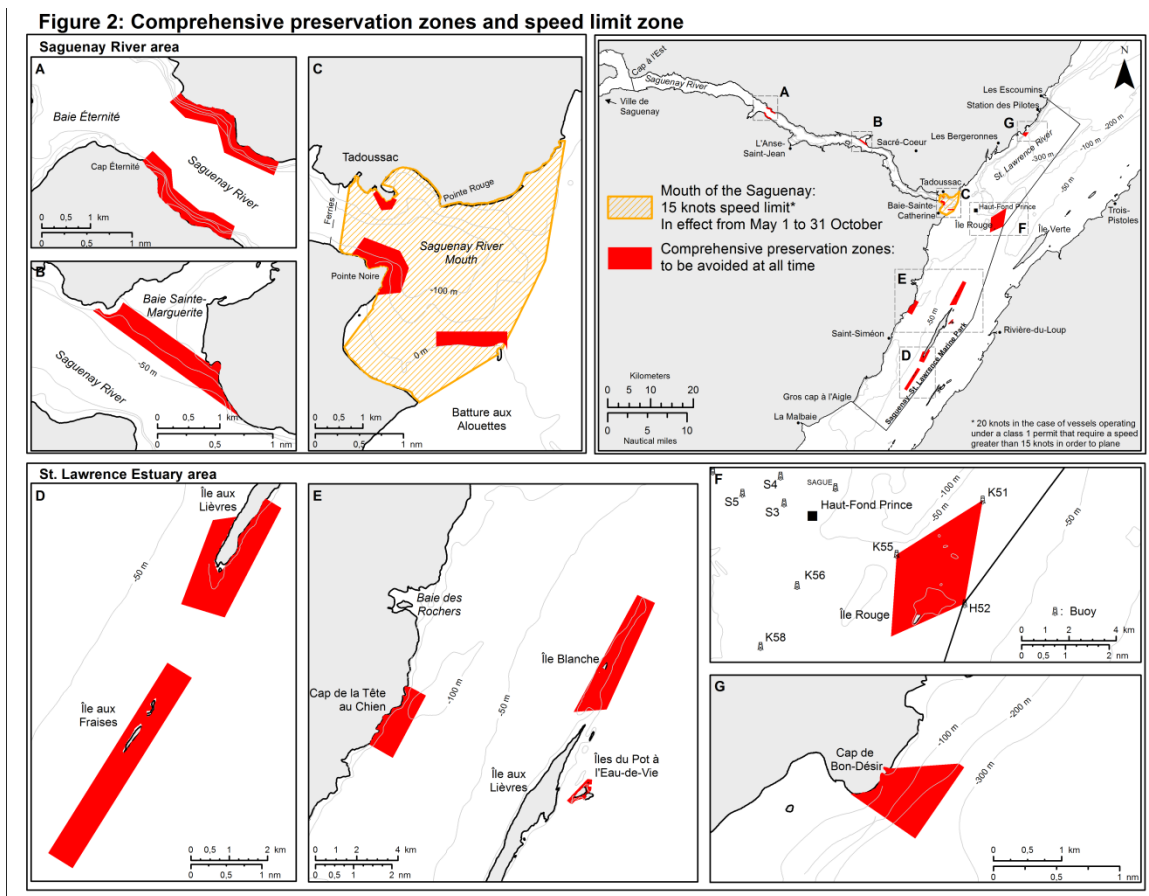 Figure 2: Comprehensive preservation zones and speed limit zone
Saguenay River area
A
Baie Éternité
Cap Éternité
Saguenay River
0 0,5 1 km
0 0,5 1 nm
B
Baie Sainte-
Marguerite
-50 m
Saguenay River
0 0,5 1 km
0 0,5 1 nm
C
Tadoussac
Pointe Rouge
Ferries
Saguenay River
Mouth
Pointe Noire
-100 m
0 m
Batture aux
Alouettes
0 0,5 1 km
0 0,5 1 nm
N
Cap à l'Est
Saguenay River
Ville de
Saguenay
A
B
L'Anse-
Saint-Jean
Sacré-Coeur
Les Escoumins
Station des Pilotes
G
Les Bergeronnes
St. Lawrence River
-200 m
-100 m
-300 m
-50 m
Tadoussac
C
Baie-Sainte-
Catherine
Haut-Fond Prince
Île Rouge
F
Île Verte
Trois-
Pistoles
Mouth of the Saguenay:
15 knots speed limit*
In effect from May 1 to 31 October
Comprehensive preservation zones:
to be avoided at all time
E
-50 m
Saint-Siméon
Rivière-du-Loup
D
Saguenay-St. Lawrence Marine Park
Gros cap à l'Aigle
La Malbaie
Kilometers
0 5 10 20
0 5 10
Nautical miles
* 20 knots in the case of vessels operating
under a class 1 permit that require a speed
greater than 15 knots in order to plane
St. Lawrence Estuary area
D
Île aux
Lièvres
-50 m
Île aux
Fraises
0 0,5 1 2 km
0 0,5 1 nm
E
Baie des
Rochers
Île Blanche
Cap de la Tête
au Chien
-100 m
-50 m
Îles du Pot à
l'Eau-de-Vie
Île aux
Lièvres
0 1 2 4 km
0 0,5 1 2 nm
F
S4
SAGUE
S5
S3
Haut-Fond Prince
-100 m
-50 m
K51
-50 m
K55
K56
Île Rouge
H52
: Buoy
K58
0 1 2 4 km
0 0,5 1 2 nm
G
Cap de
Bon-Désir
-100 m
-200 m
-300 m
0 0,5 1 km
0 0,5 1 nm